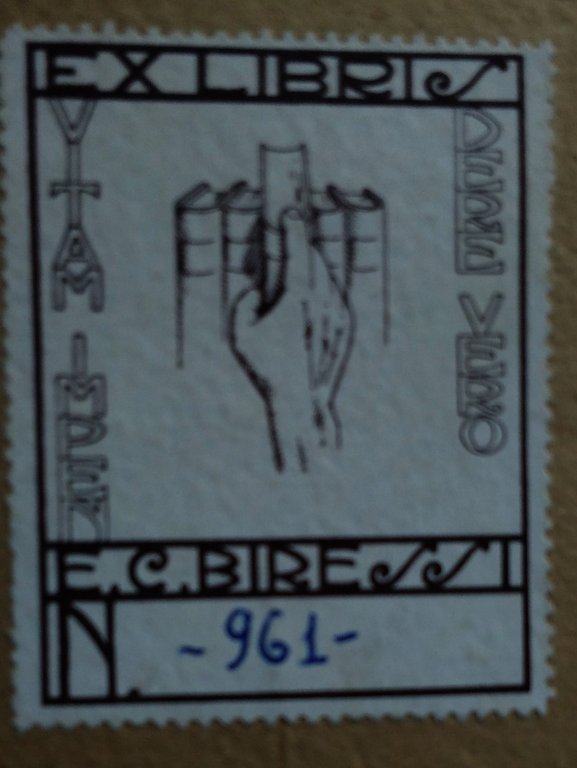 EX LIBRIS
VITAM IMPEN
DERE VERO
E.C.BIRESSI
N. -961-